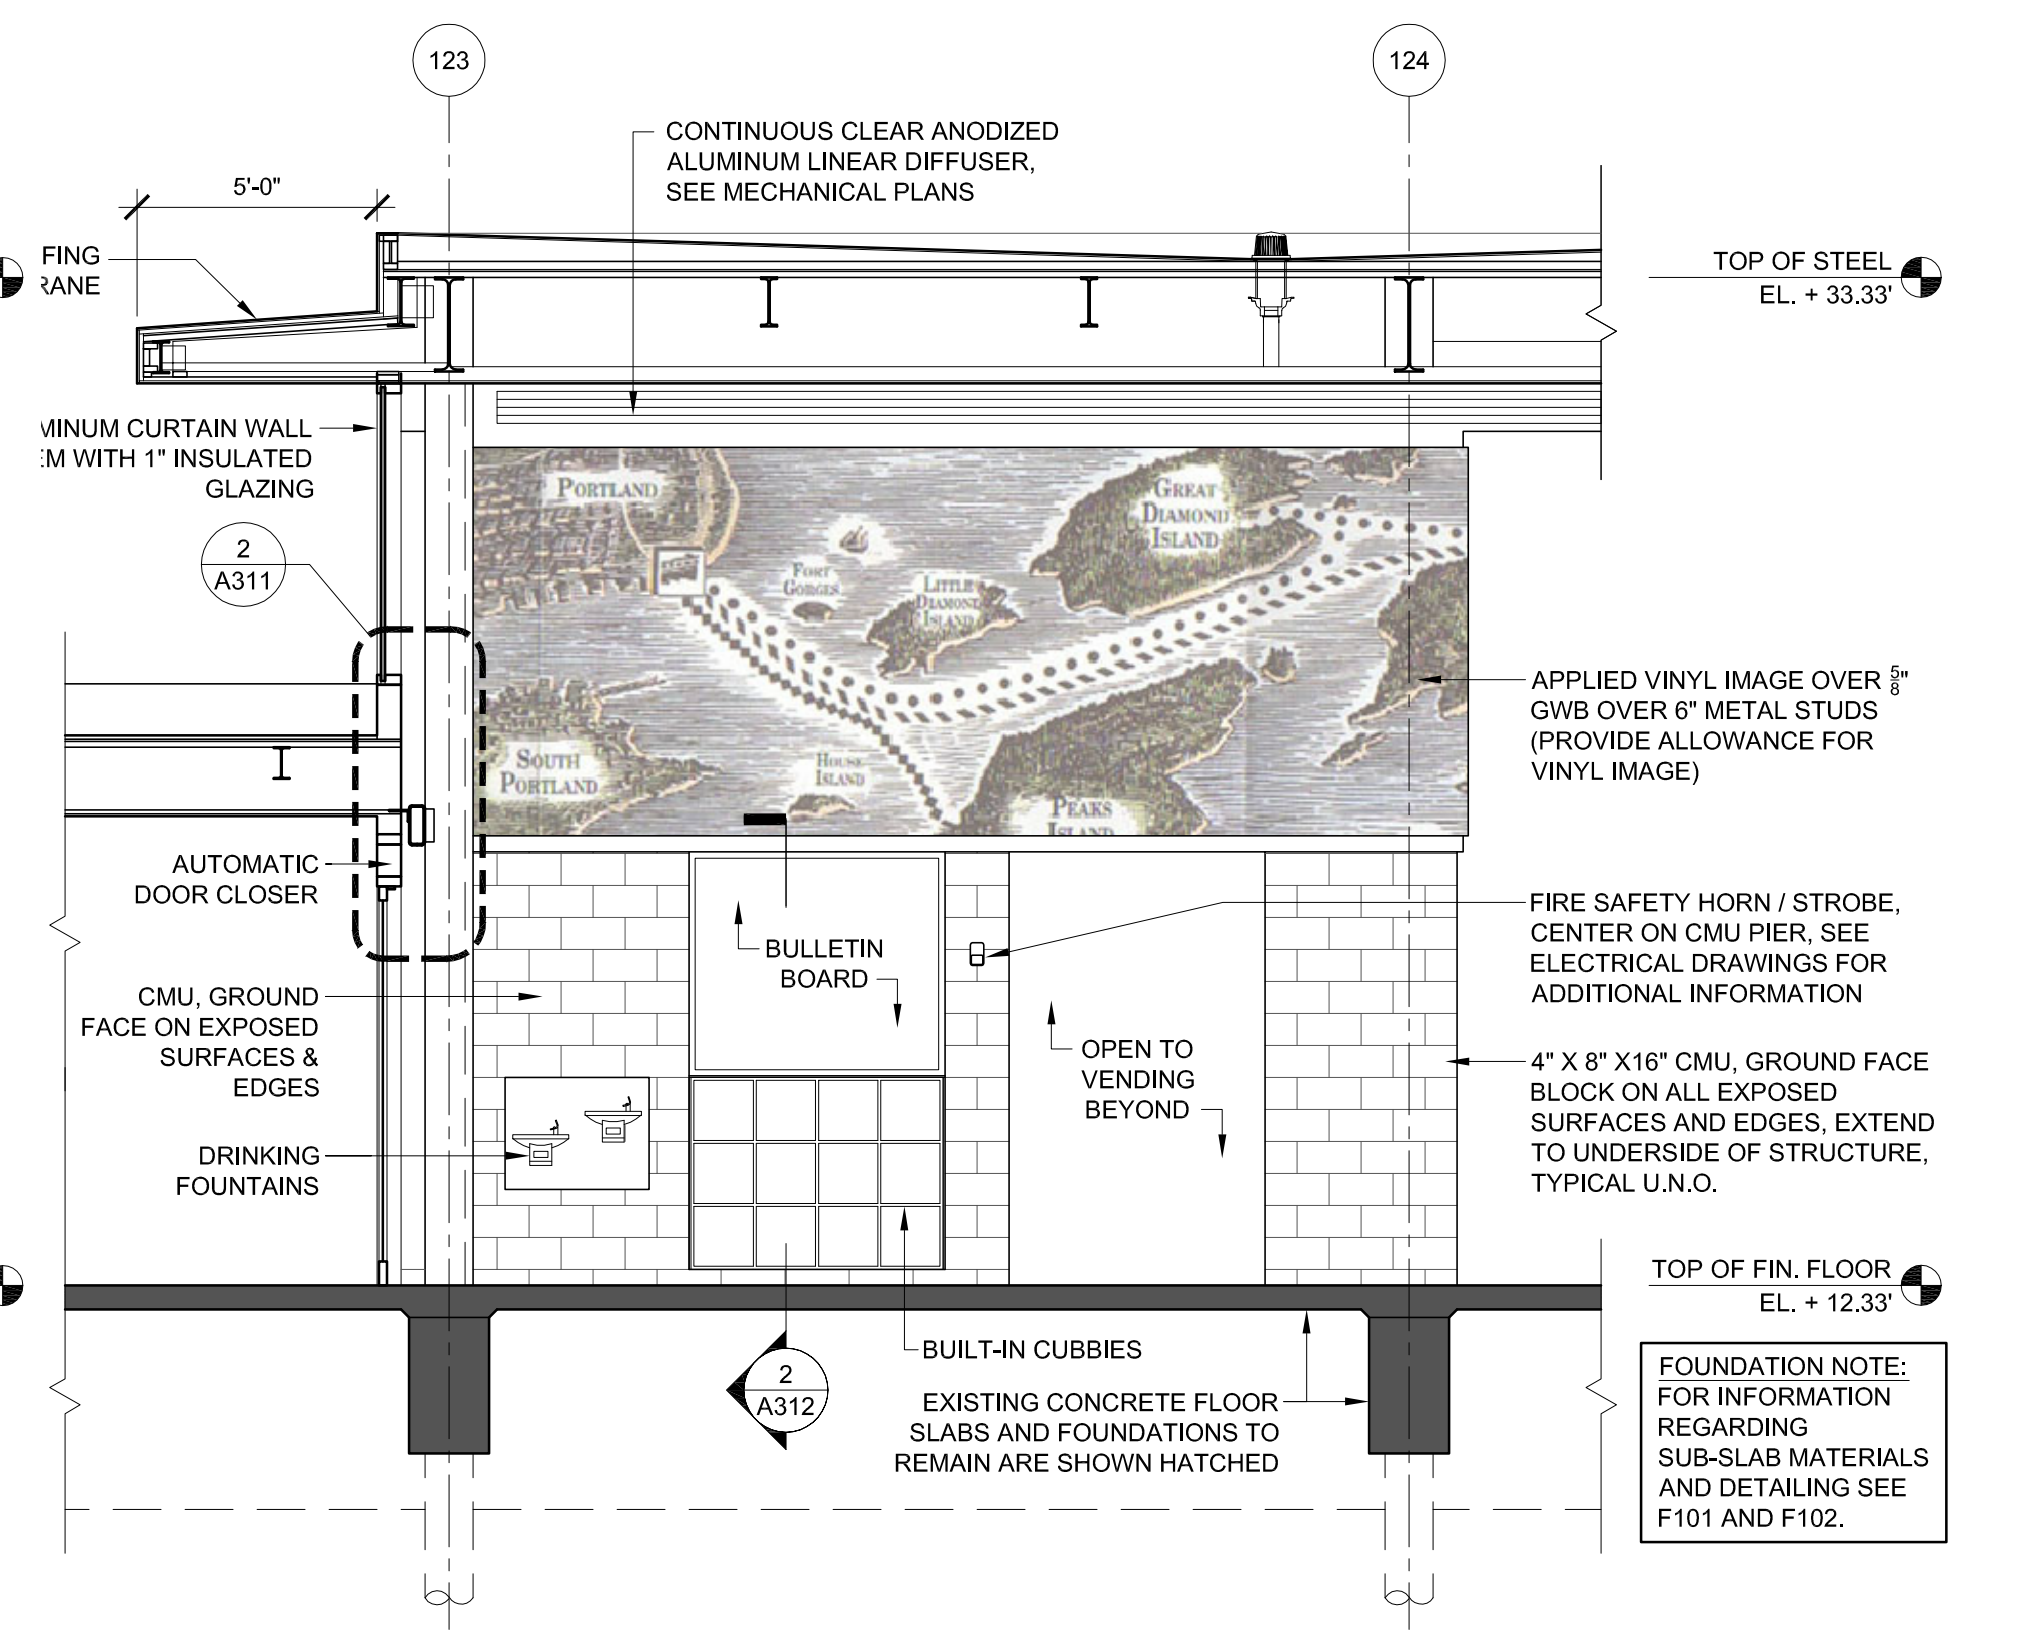 123
124
CONTINUOUS CLEAR ANODIZED
ALUMINUM LINEAR DIFFUSER,
SEE MECHANICAL PLANS
5'-0"
FING
RANE
TOP OF STEEL
EL. + 33.33'
MINUM CURTAIN WALL
EM WITH 1" INSULATED
GLAZING
2
A311
PORTLAND
GREAT
DIAMOND
ISLAND
FORT
GORGES
LITTLE
DIAMOND
ISLAND
SOUTH
PORTLAND
HOUSE
ISLAND
PEAKS
ISLAND
APPLIED VINYL IMAGE OVER 5/8"
GWB OVER 6" METAL STUDS
(PROVIDE ALLOWANCE FOR
VINYL IMAGE)
AUTOMATIC
DOOR CLOSER
BULLETIN
BOARD
FIRE SAFETY HORN / STROBE,
CENTER ON CMU PIER, SEE
ELECTRICAL DRAWINGS FOR
ADDITIONAL INFORMATION
CMU, GROUND
FACE ON EXPOSED
SURFACES &
EDGES
OPEN TO
VENDING
BEYOND
4" X 8" X16" CMU, GROUND FACE
BLOCK ON ALL EXPOSED
SURFACES AND EDGES, EXTEND
TO UNDERSIDE OF STRUCTURE,
TYPICAL U.N.O.
DRINKING
FOUNTAINS
TOP OF FIN. FLOOR
EL. + 12.33'
BUILT-IN CUBBIES
2
A312
EXISTING CONCRETE FLOOR
SLABS AND FOUNDATIONS TO
REMAIN ARE SHOWN HATCHED
FOUNDATION NOTE:
FOR INFORMATION
REGARDING
SUB-SLAB MATERIALS
AND DETAILING SEE
F101 AND F102.